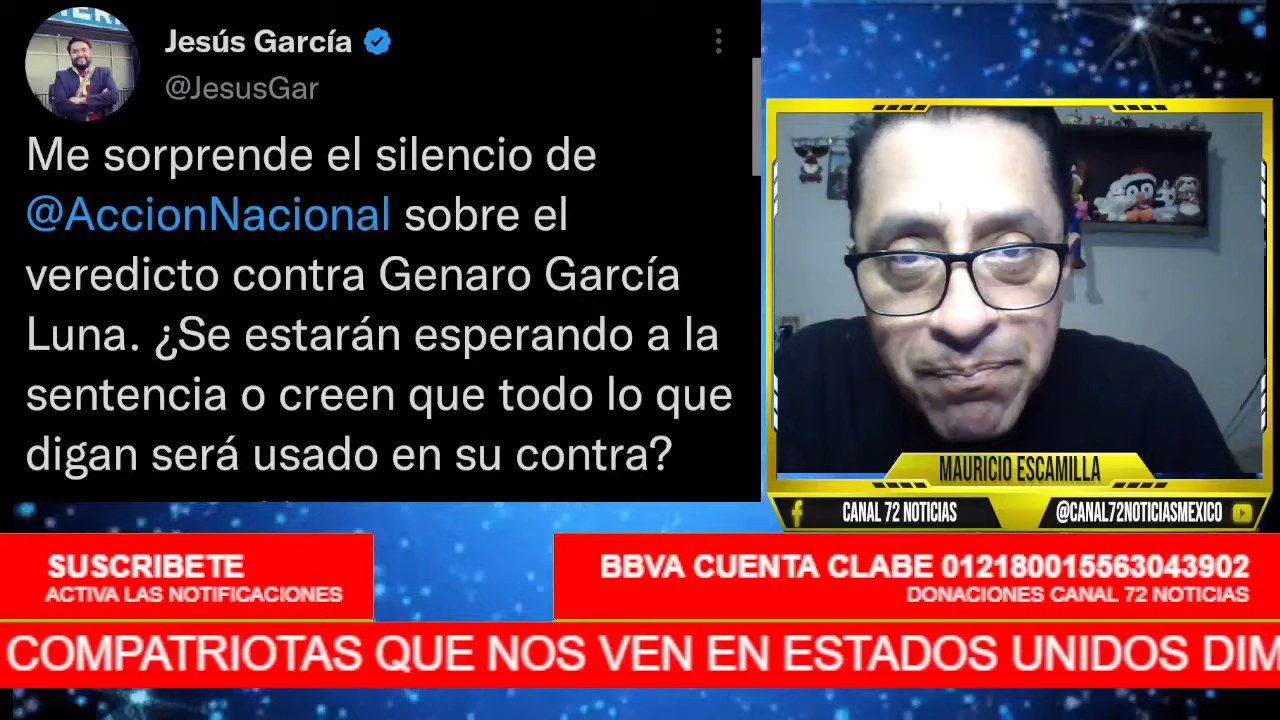 Jesús García
@JesusGar
Me sorprende el silencio de
@AccionNacional sobre el
veredicto contra Genaro García
Luna. ¿Se estarán esperando a la
sentencia o creen que todo lo que
digan será usado en su contra?
MAURICIO ESCAMILLA
CANAL 72 NOTICIAS
@CANAL72NOTICIASMEXICO
SUSCRIBETE
ACTIVA LAS NOTIFICACIONES
BBVA CUENTA CLABE 012180015563043902
DONACIONES CANAL 72 NOTICIAS
COMPATRIOTAS QUE NOS VEN EN ESTADOS UNIDOS DIM